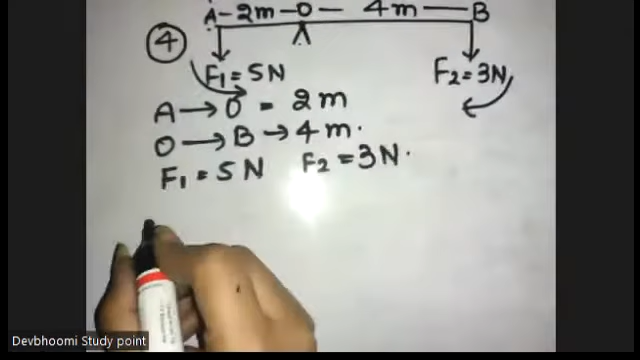 A - 2m - O - 4m - B
4
F1 = 5N F2 = 3N
A → O = 2m
O → B → 4m.
F1 = 5N F2 = 3N.
Devbhoomi Study point